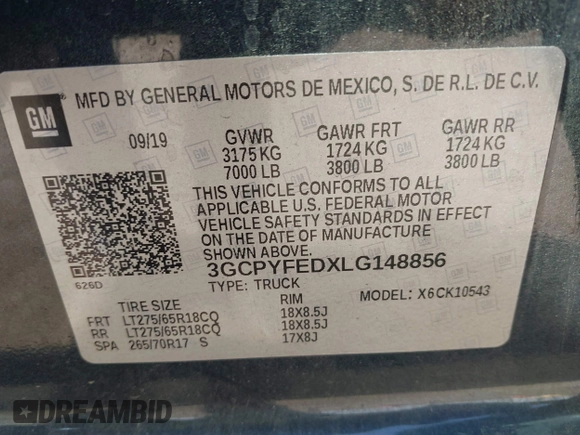 GM
MFD BY GENERAL MOTORS DE MEXICO, S. DE R.L. DE C.V.
09/19 GVWR GAWR FRT GAWR RR
3175 KG 1724 KG 1724 KG
7000 LB 3800 LB 3800 LB
THIS VEHICLE CONFORMS TO ALL
APPLICABLE U.S. FEDERAL MOTOR
VEHICLE SAFETY STANDARDS IN EFFECT
ON THE DATE OF MANUFACTURE
SHOWN ABOVE.
626D
3GCPYFEDXLG148856
TYPE: TRUCK MODEL: X6CK10543
TIRE SIZE RIM
FRT LT275/65R18CQ 18X8.5J
RR LT275/65R18CQ 18X8.5J
SPA 265/70R17 S 17X8J
DREAMBID